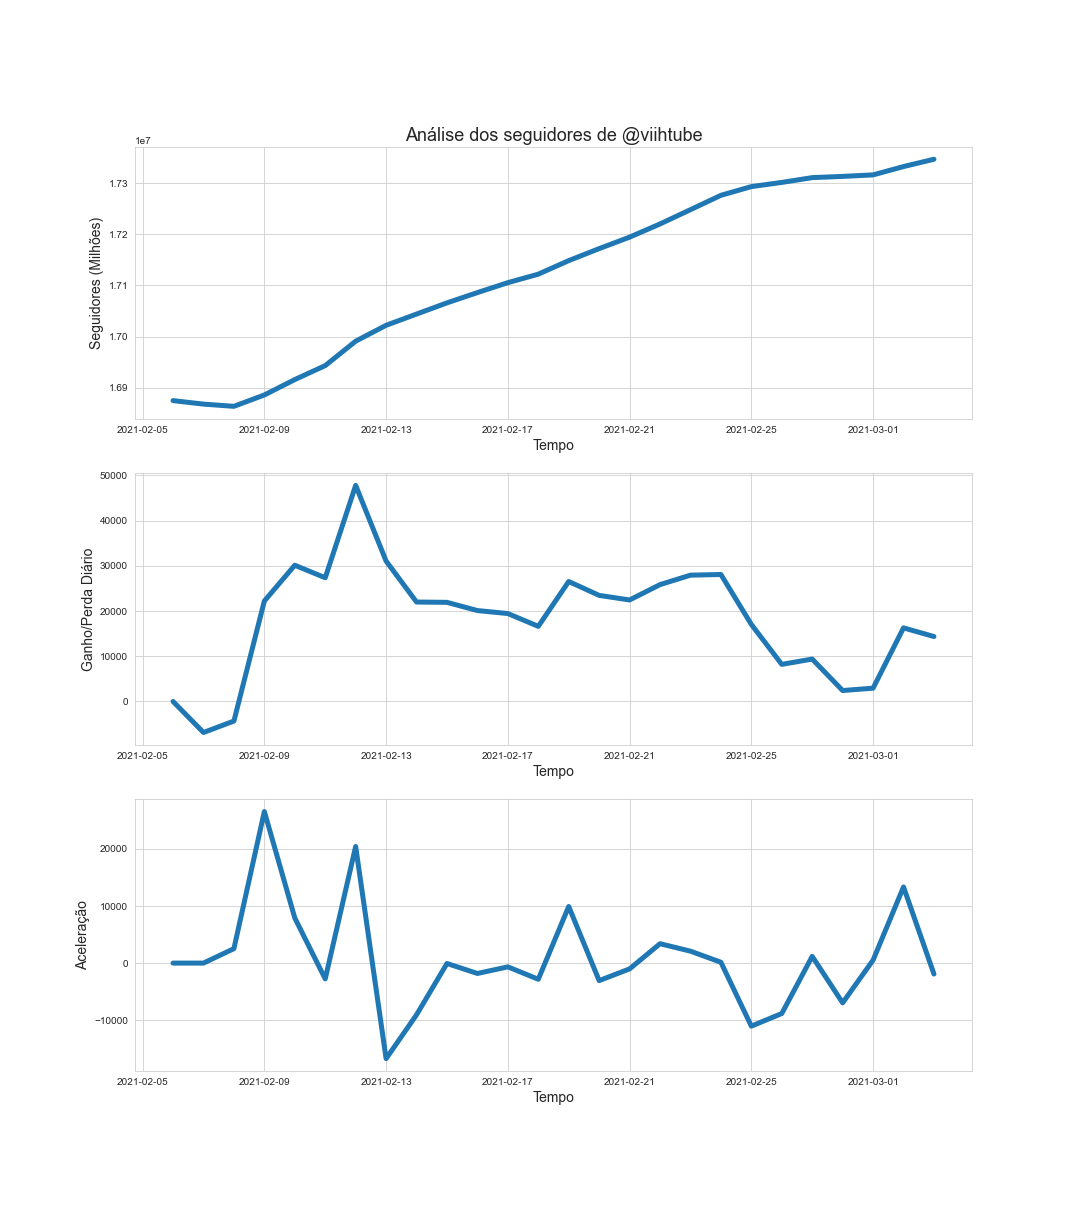 Análise dos seguidores de @viihtube
1e7
1.73
1.72
1.71
1.70
1.69
Seguidores (Milhões)
2021-02-05 2021-02-09 2021-02-13 2021-02-17 2021-02-21 2021-02-25 2021-03-01
Tempo
50000
40000
30000
20000
10000
0
Ganho/Perda Diário
2021-02-05 2021-02-09 2021-02-13 2021-02-17 2021-02-21 2021-02-25 2021-03-01
Tempo
20000
10000
0
−10000
Aceleração
2021-02-05 2021-02-09 2021-02-13 2021-02-17 2021-02-21 2021-02-25 2021-03-01
Tempo